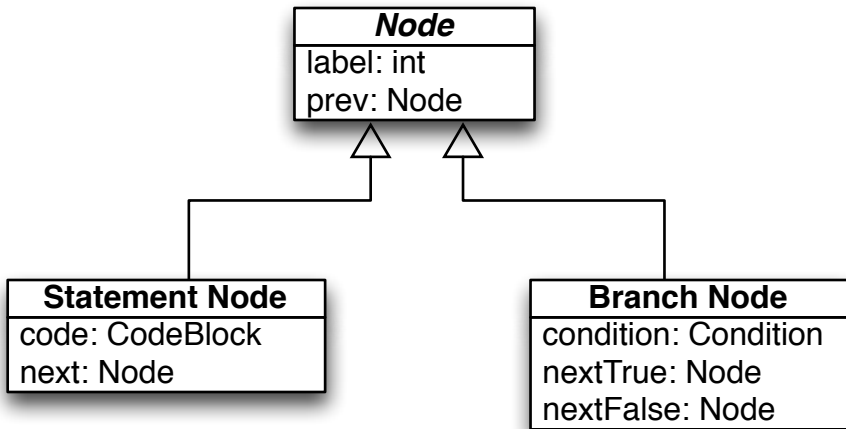 Node
label: int
prev: Node
Statement Node
code: CodeBlock
next: Node
Branch Node
condition: Condition
nextTrue: Node
nextFalse: Node